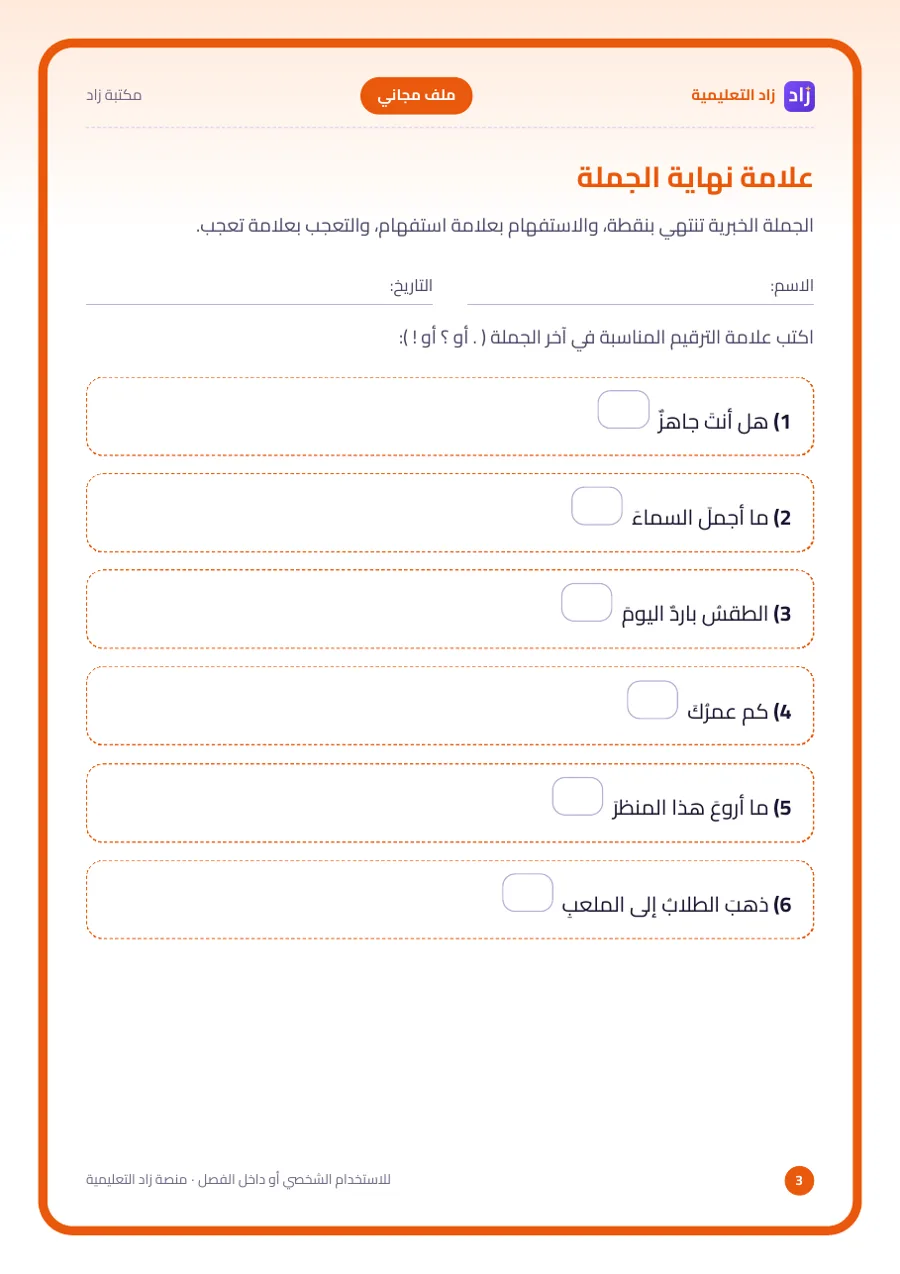 زاد زاد التعليمية
ملف مجاني
مكتبة زاد
علامة نهاية الجملة
الجملة الخبرية تنتهي بنقطة، والاستفهام بعلامة استفهام، والتعجب بعلامة تعجب.
الاسم:
التاريخ:
اكتب علامة الترقيم المناسبة في آخر الجملة ( . أو ؟ أو ! ):
1) هل أنتَ جاهزٌ
2) ما أجملَ السماءَ
3) الطقسُ باردٌ اليومَ
4) كم عمرُكَ
5) ما أروعَ هذا المنظرَ
6) ذهبَ الطلابُ إلى الملعبِ
3
للاستخدام الشخصي أو داخل الفصل · منصة زاد التعليمية